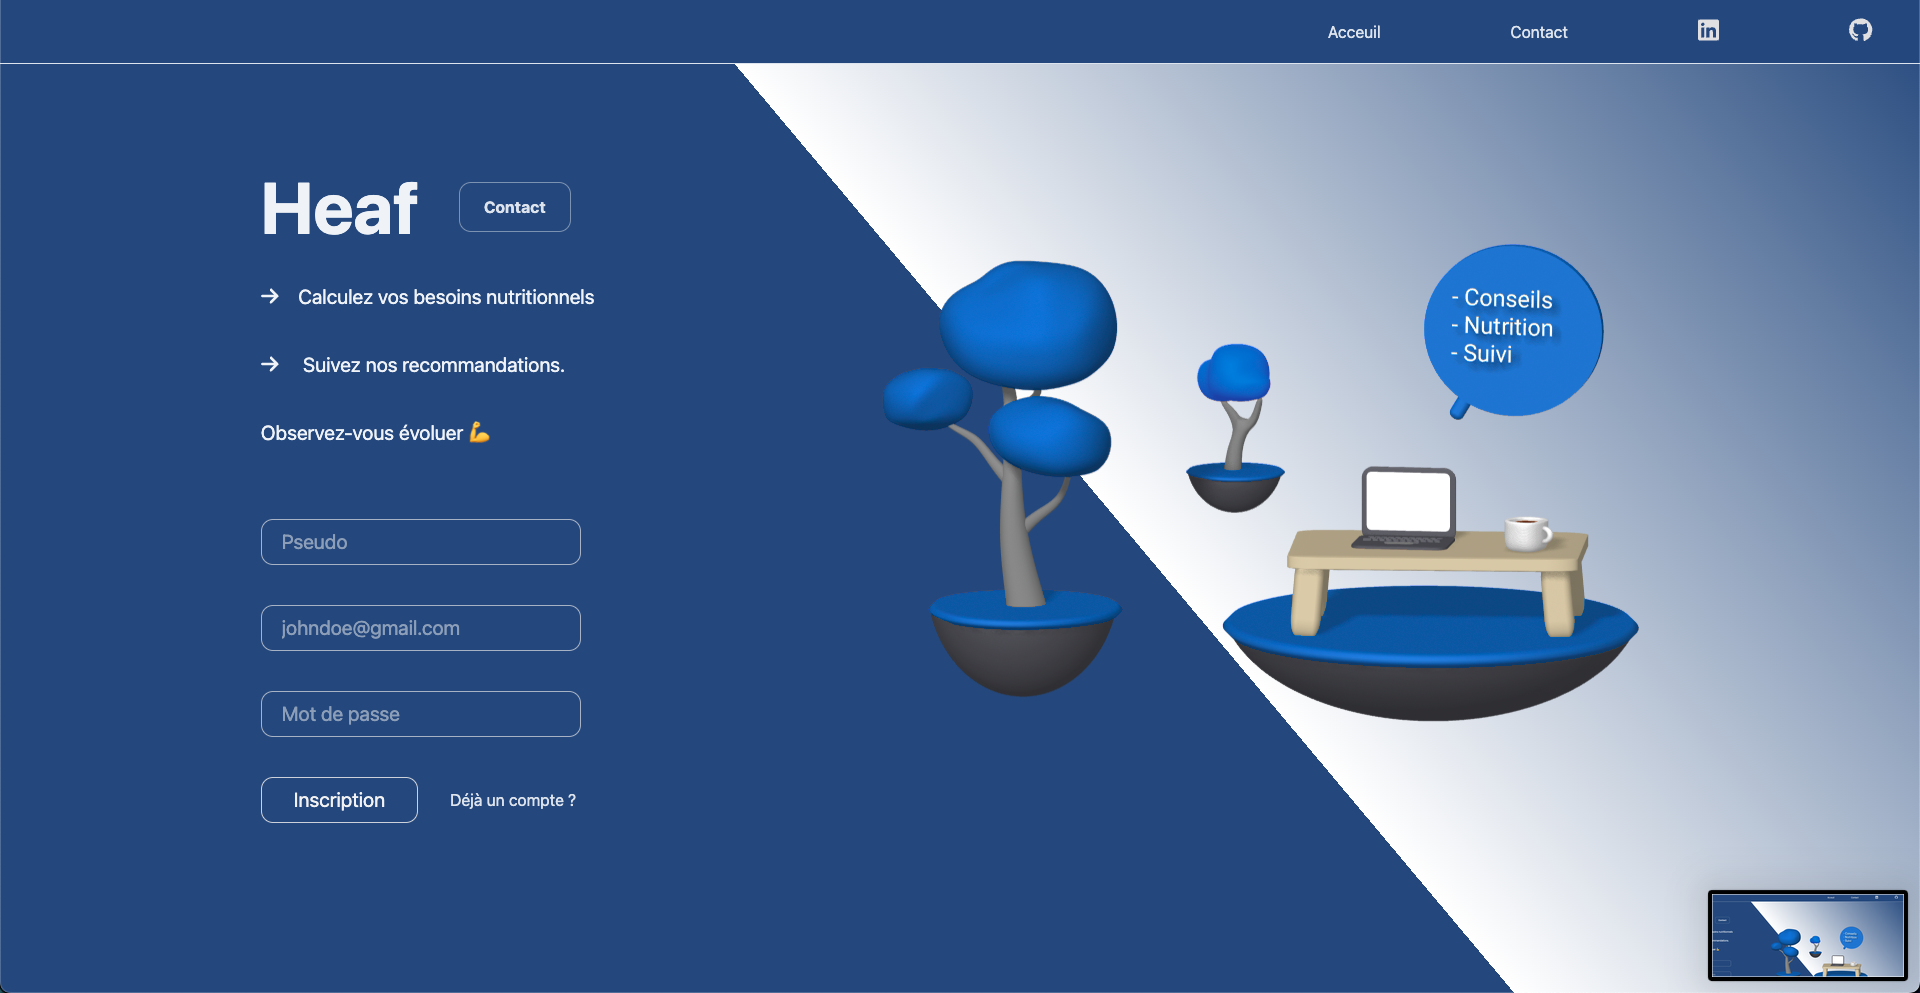 Acceuil
Contact
Heaf
Contact
→ Calculez vos besoins nutritionnels
→ Suivez nos recommandations.
Observez-vous évoluer 💪
Pseudo
johndoe@gmail.com
Mot de passe
Inscription
Déjà un compte ?
- Conseils
- Nutrition
- Suivi